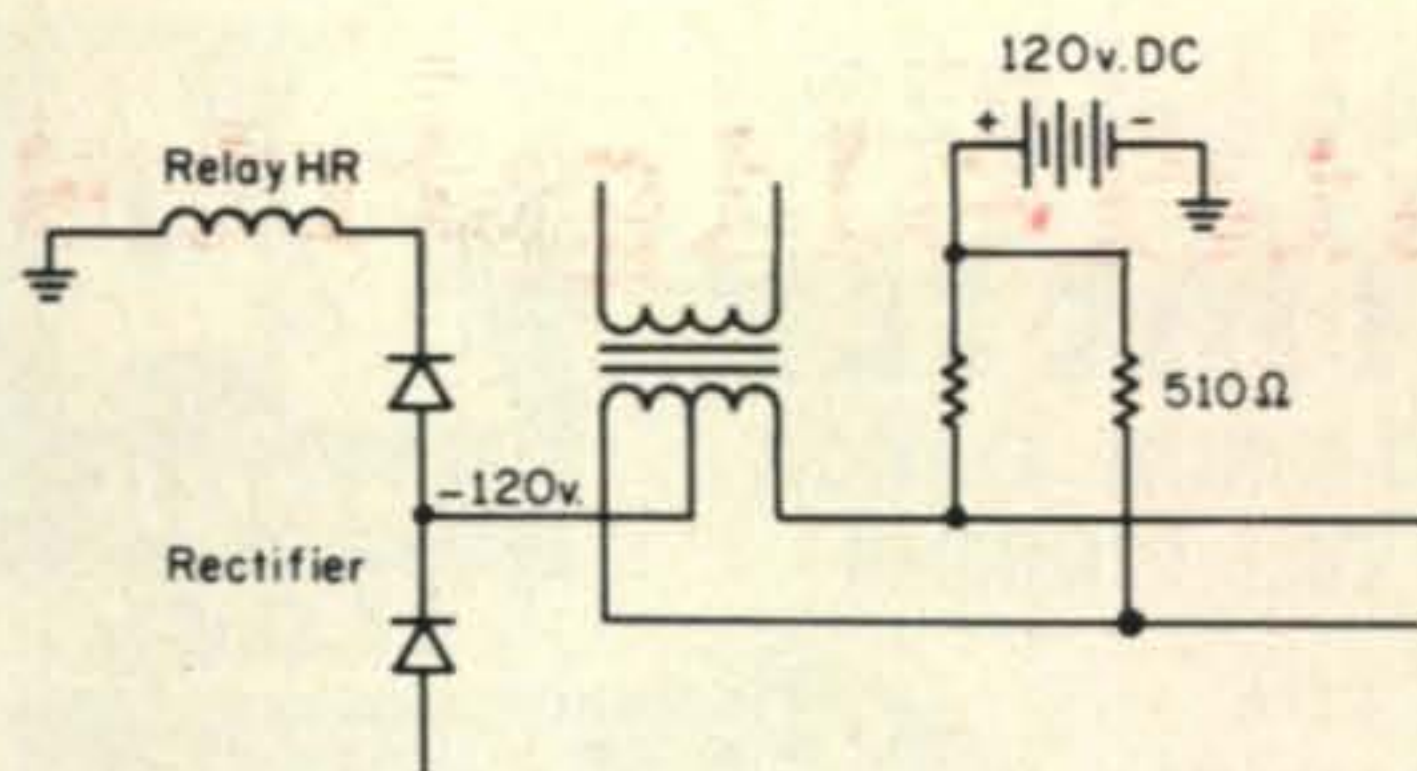 120v.DC
+ -
Relay HR
510Ω
-120v.
Rectifier